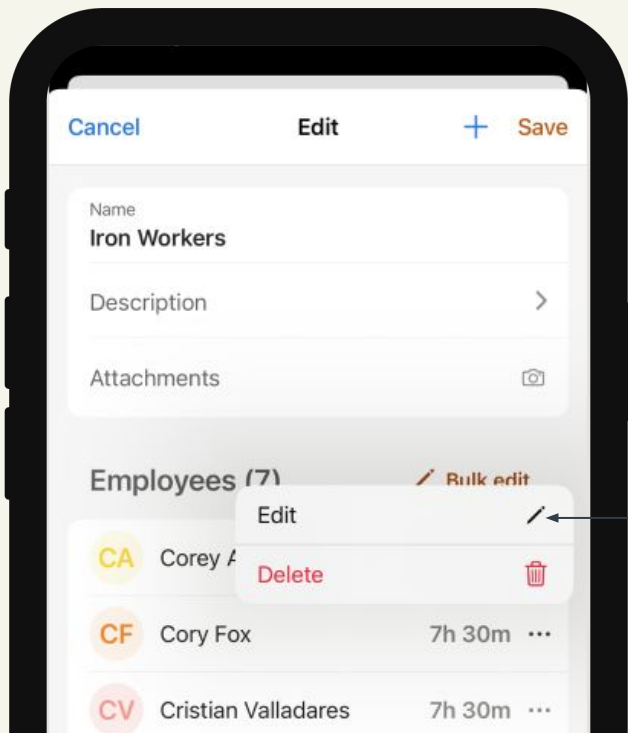 Cancel Edit + Save
Name
Iron Workers
Description
Attachments
Employees (7) Bulk edit
Edit
CA Corey A
Delete
CF Cory Fox 7h 30m ...
CV Cristian Valladares 7h 30m ...